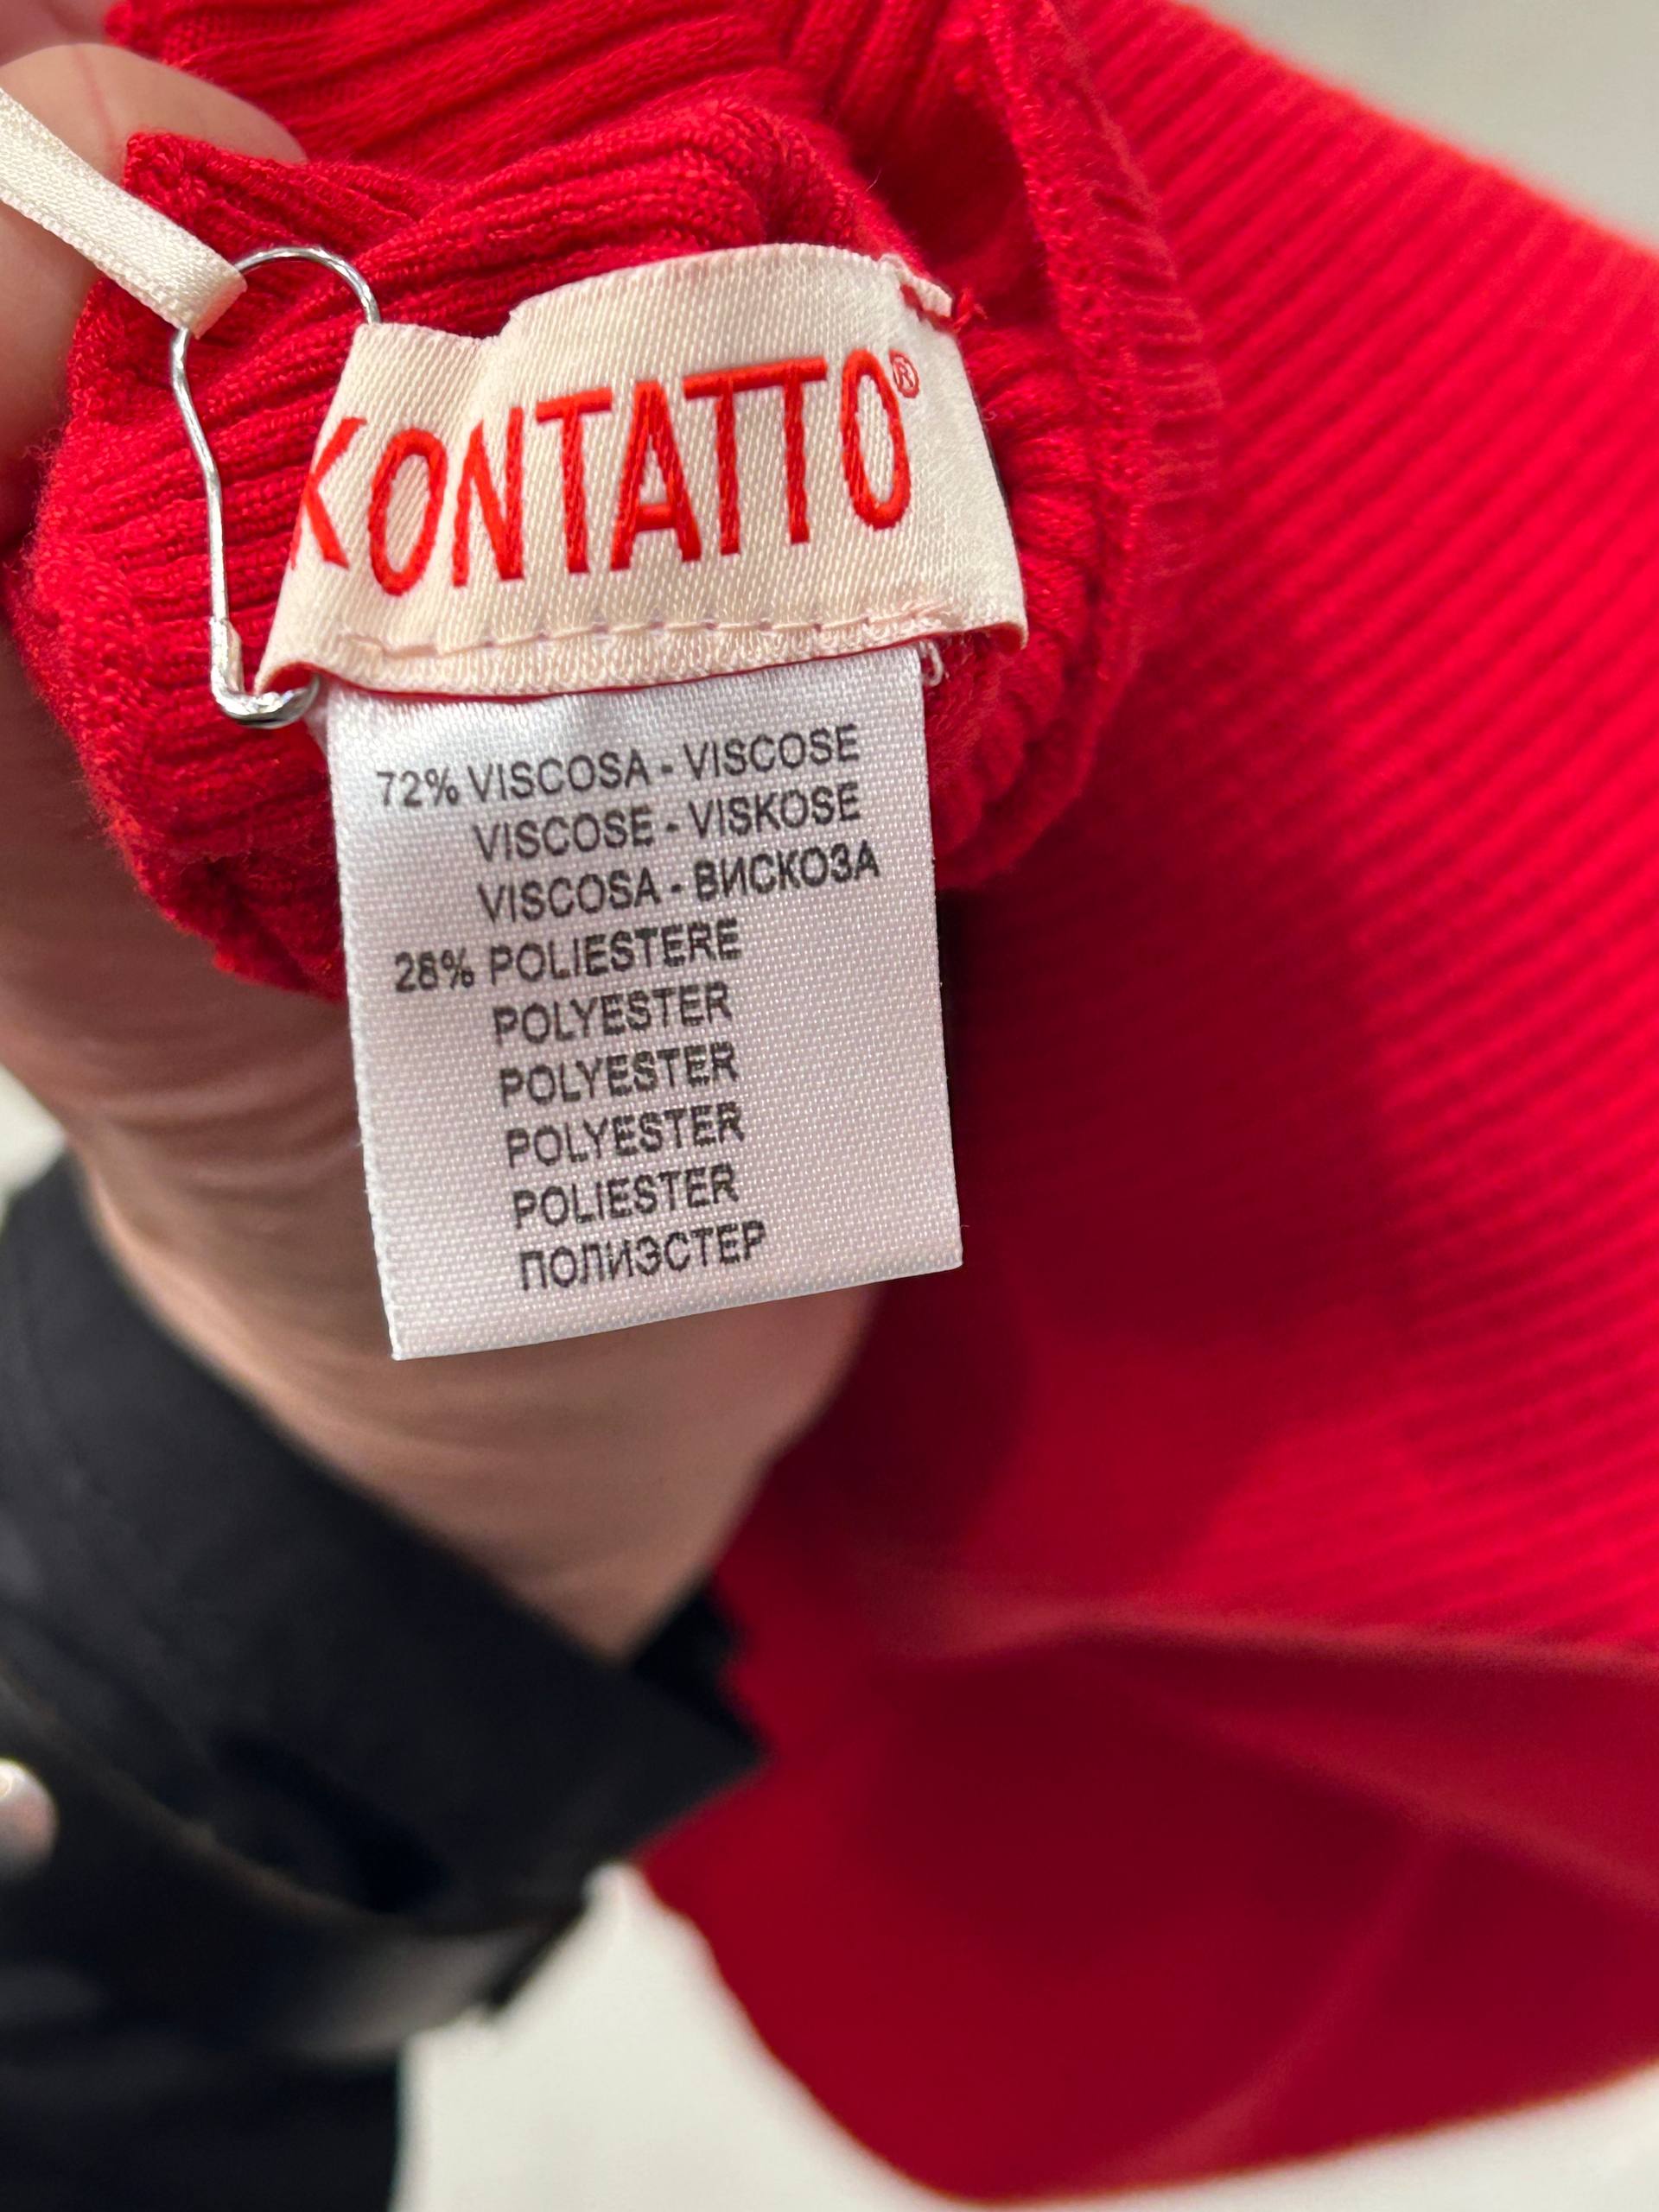 KONTATTO®
72% VISCOSA - VISCOSE
VISCOSE - VISKOSE
VISCOSA - ВИСКОЗА
28% POLIESTERE
POLYESTER
POLYESTER
POLYESTER
POLIESTER
ПОЛИЭСТЕР